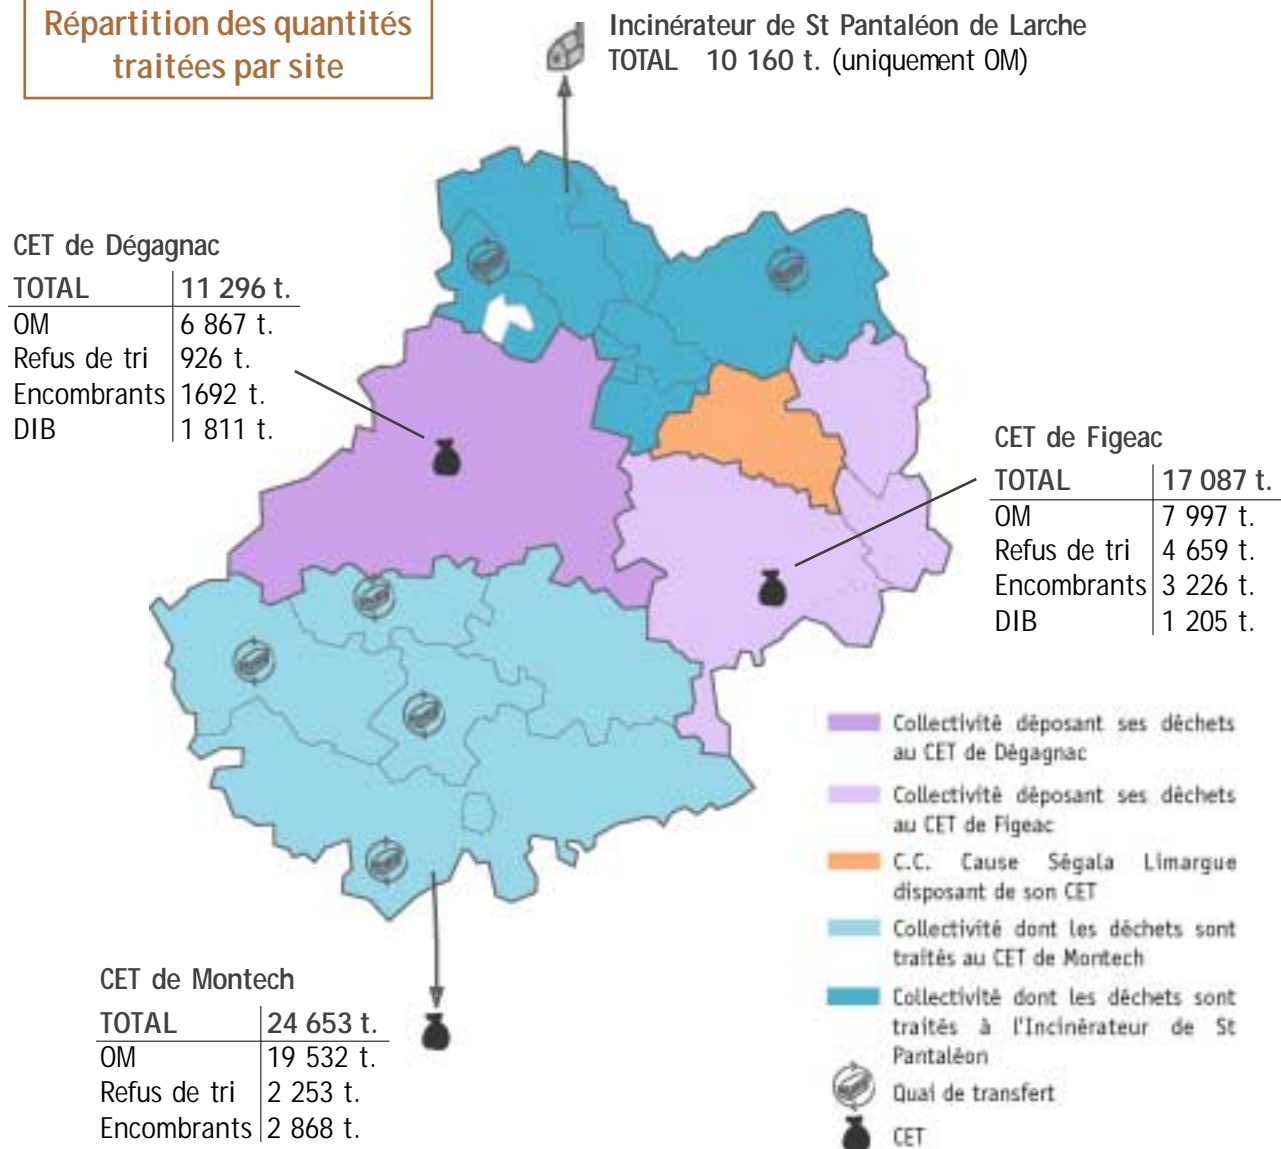 Répartition des quantités
traitées par site
Incinérateur de St Pantaléon de Larche
TOTAL 10 160 t. (uniquement OM)
CET de Dégagnac
TOTAL 11 296 t.
OM 6 867 t.
Refus de tri 926 t.
Encombrants 1692 t.
DIB 1 811 t.
CET de Figeac
TOTAL 17 087 t.
OM 7 997 t.
Refus de tri 4 659 t.
Encombrants 3 226 t.
DIB 1 205 t.
CET de Montech
TOTAL 24 653 t.
OM 19 532 t.
Refus de tri 2 253 t.
Encombrants 2 868 t.
Collectivité déposant ses déchets
au CET de Dégagnac
Collectivité déposant ses déchets
au CET de Figeac
C.C. Cause Ségala Limargue
disposant de son CET
Collectivité dont les déchets sont
traités au CET de Montech
Collectivité dont les déchets sont
traités à l'Incinérateur de St
Pantaléon
Quai de transfert
CET